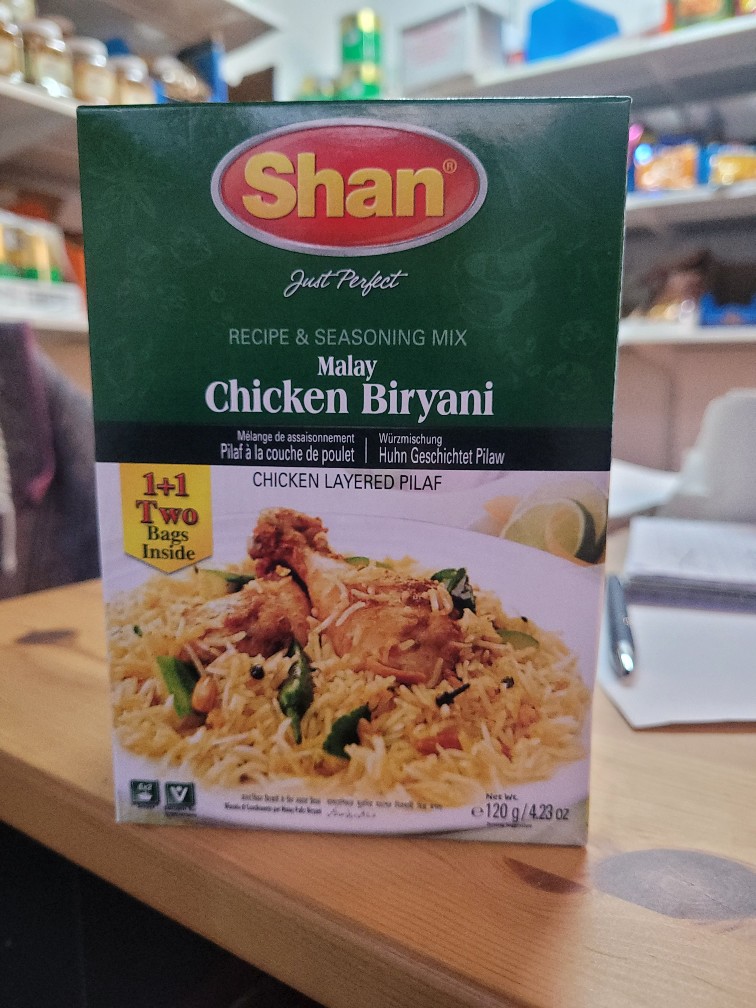 Shan®
Just Perfect
RECIPE & SEASONING MIX
Malay
Chicken Biryani
Mélange de assaisonnement
Pilaf à la couche de poulet
Würzmischung
Huhn Geschichtet Pilaw
CHICKEN LAYERED PILAF
1+1
Two
Bags
Inside
6x2
Net Wt.
℮ 120 g / 4.23 oz